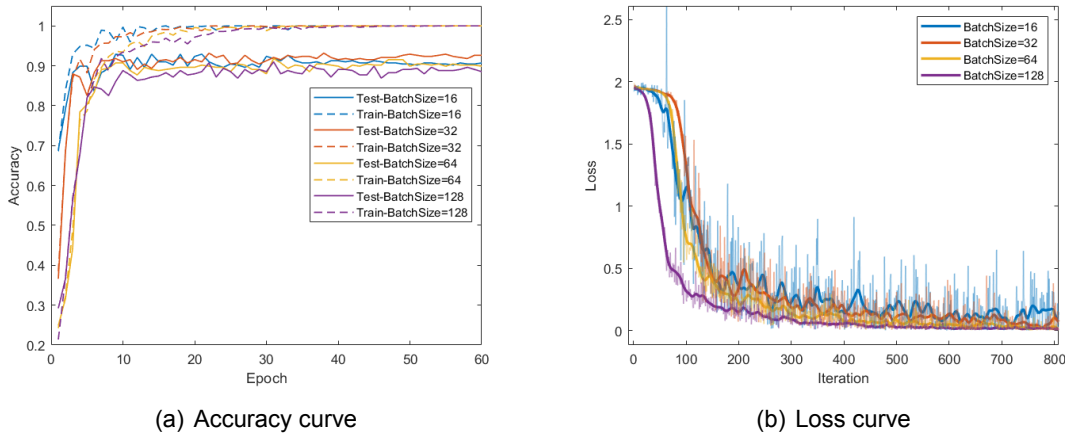 1
0.9
0.8
0.7
0.6
0.5
0.4
0.3
0.2
Accuracy
0 10 20 30 40 50 60
Epoch
Test-BatchSize=16
Train-BatchSize=16
Test-BatchSize=32
Train-BatchSize=32
Test-BatchSize=64
Train-BatchSize=64
Test-BatchSize=128
Train-BatchSize=128
(a) Accuracy curve
2.5
2
1.5
1
0.5
0
Loss
0 100 200 300 400 500 600 700 800
Iteration
BatchSize=16
BatchSize=32
BatchSize=64
BatchSize=128
(b) Loss curve